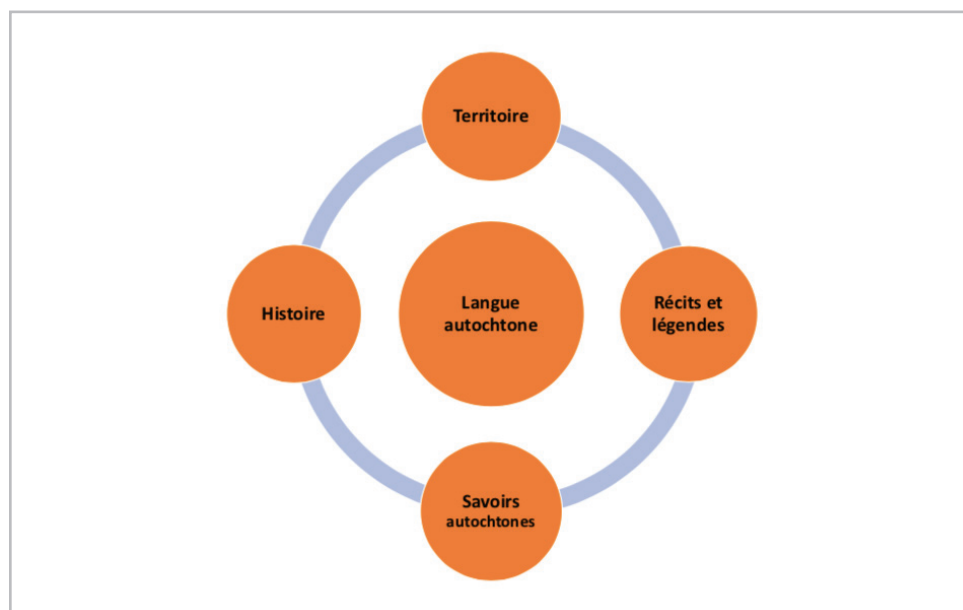 Territoire
Histoire
Langue
autochtone
Récits et
légendes
Savoirs
autochtones